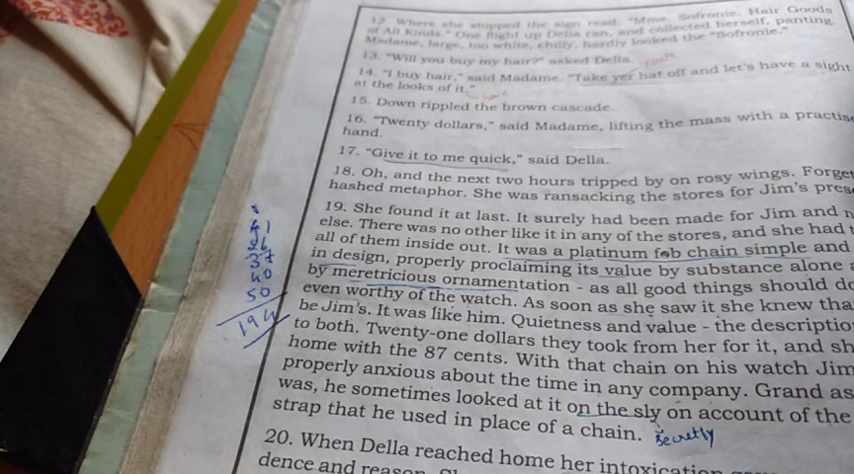 12. Where she stopped the sign read: "Mme. Sofronie. Hair Goods
of All Kinds." One flight up Della ran, and collected herself, panting.
Madame, large, too white, chilly, hardly looked the "Sofronie."
13. "Will you buy my hair?" asked Della.
14. "I buy hair," said Madame. "Take yer hat off and let's have a sight
at the looks of it."
15. Down rippled the brown cascade.
16. "Twenty dollars," said Madame, lifting the mass with a practise
hand.
17. "Give it to me quick," said Della.
18. Oh, and the next two hours tripped by on rosy wings. Forget
hashed metaphor. She was ransacking the stores for Jim's pres
19. She found it at last. It surely had been made for Jim and n
else. There was no other like it in any of the stores, and she had t
all of them inside out. It was a platinum fob chain simple and
in design, properly proclaiming its value by substance alone a
by meretricious ornamentation - as all good things should do
even worthy of the watch. As soon as she saw it she knew tha
be Jim's. It was like him. Quietness and value - the descriptio
to both. Twenty-one dollars they took from her for it, and sh
home with the 87 cents. With that chain on his watch Jim
properly anxious about the time in any company. Grand as
was, he sometimes looked at it on the sly on account of the
strap that he used in place of a chain. secretly
20. When Della reached home her intoxication
dence and reason.
37
40
50
194